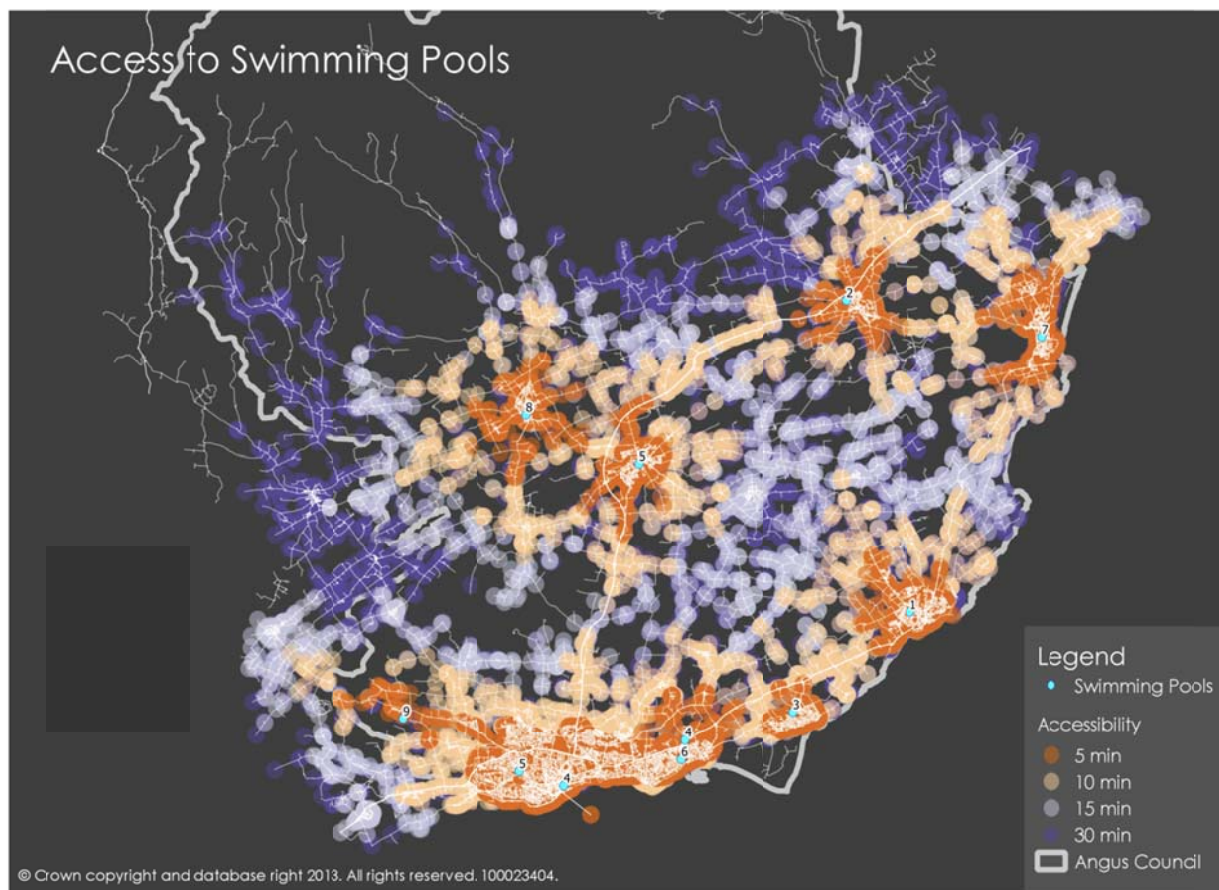 Access to Swimming Pools
2
7
8
5
1
3
9
4
6
5
4
Legend
Swimming Pools
Accessibility
5 min
10 min
15 min
30 min
Angus Council
© Crown copyright and database right 2013. All rights reserved. 100023404.